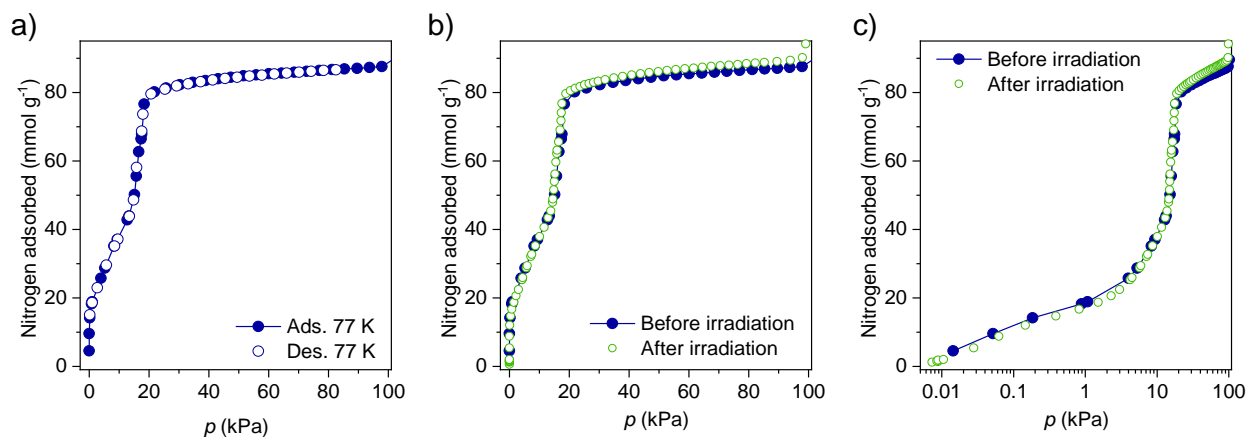 a)
Nitrogen adsorbed (mmol g⁻¹)
80
60
40
20
0
0 20 40 60 80 100
p (kPa)
Ads. 77 K
Des. 77 K
b)
Nitrogen adsorbed (mmol g⁻¹)
80
60
40
20
0
0 20 40 60 80 100
p (kPa)
Before irradiation
After irradiation
c)
Nitrogen adsorbed (mmol g⁻¹)
80
60
40
20
0
0.01 0.1 1 10 100
p (kPa)
Before irradiation
After irradiation